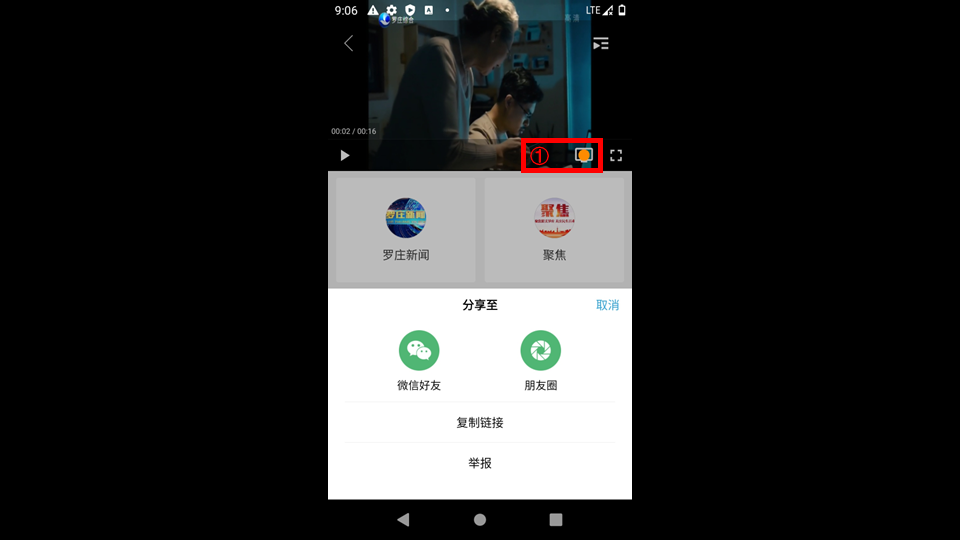 9:06
LTE
罗庄综合
高清
00:02 / 00:16
①
罗庄新闻
聚焦
罗庄新闻
聚焦
分享至
取消
微信好友
朋友圈
复制链接
举报